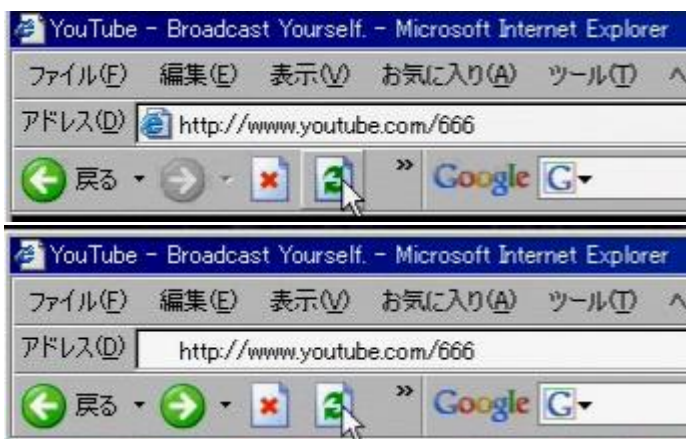 YouTube - Broadcast Yourself. - Microsoft Internet Explorer
ファイル(F) 編集(E) 表示(V) お気に入り(A) ツール(T) ヘ
アドレス(D) http://www.youtube.com/666
戻る » Google G
YouTube - Broadcast Yourself. - Microsoft Internet Explorer
ファイル(F) 編集(E) 表示(V) お気に入り(A) ツール(T) ヘ
アドレス(D) http://www.youtube.com/666
戻る » Google G